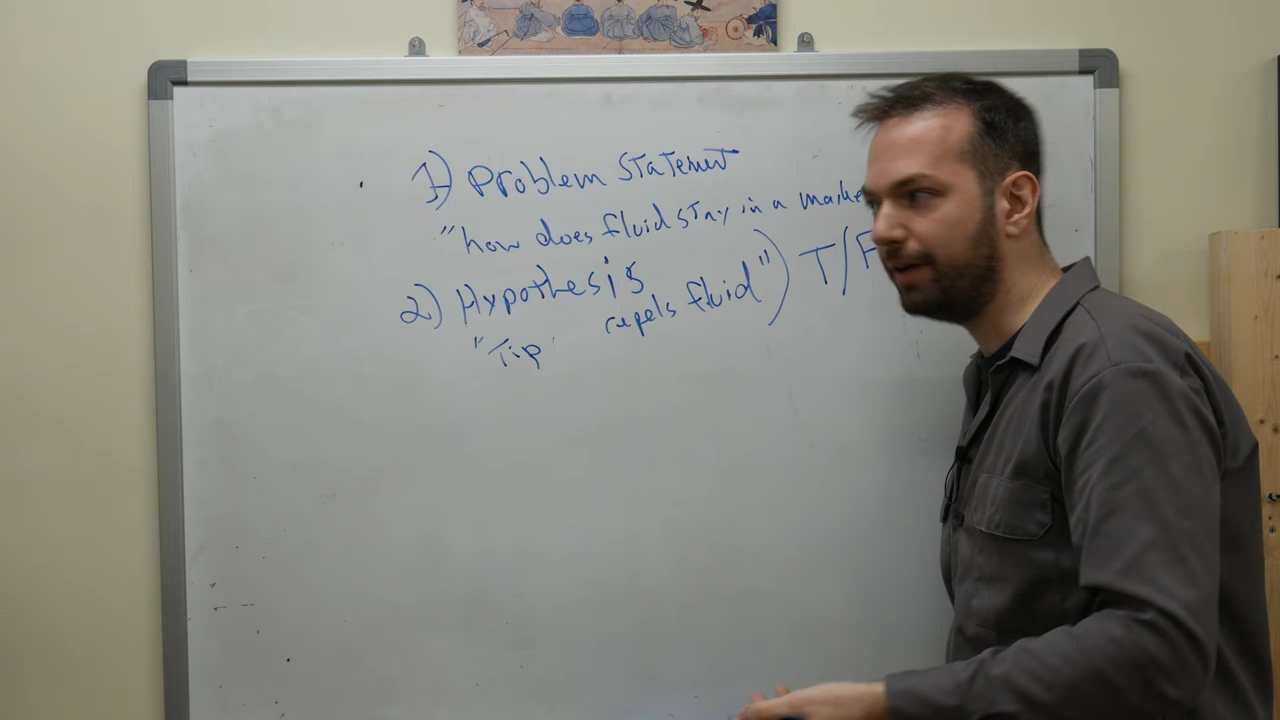 1) Problem Statement
"how does fluid stay in a marke
2) Hypothesis
"Tip repels fluid") T/F